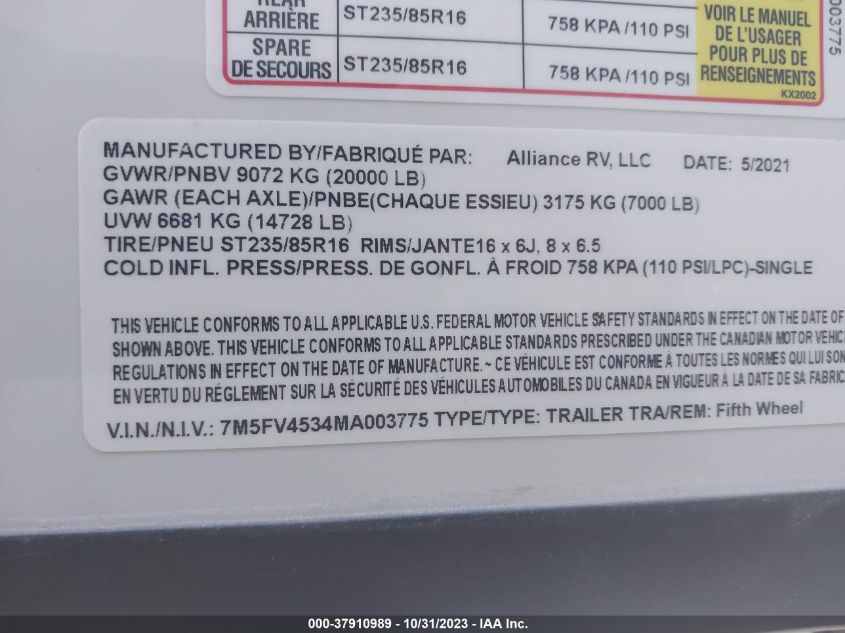 REAR
ARRIÈRE ST235/85R16 758 KPA /110 PSI
SPARE
DE SECOURS ST235/85R16 758 KPA /110 PSI
VOIR LE MANUEL
DE L'USAGER
POUR PLUS DE
RENSEIGNEMENTS
KX2002
003775
MANUFACTURED BY/FABRIQUÉ PAR: Alliance RV, LLC DATE: 5/2021
GVWR/PNBV 9072 KG (20000 LB)
GAWR (EACH AXLE)/PNBE(CHAQUE ESSIEU) 3175 KG (7000 LB)
UVW 6681 KG (14728 LB)
TIRE/PNEU ST235/85R16 RIMS/JANTE16 x 6J, 8 x 6.5
COLD INFL. PRESS/PRESS. DE GONFL. À FROID 758 KPA (110 PSI/LPC)-SINGLE
THIS VEHICLE CONFORMS TO ALL APPLICABLE U.S. FEDERAL MOTOR VEHICLE SAFETY STANDARDS IN EFFECT ON THE DATE OF
SHOWN ABOVE. THIS VEHICLE CONFORMS TO ALL APPLICABLE STANDARDS PRESCRIBED UNDER THE CANADIAN MOTOR VEHIC
REGULATIONS IN EFFECT ON THE DATE OF MANUFACTURE. ~ CE VÉHICULE EST CONFORME À TOUTES LES NORMES QUI LUI SON
EN VERTU DU RÉGLEMENT SUR LA SÉCURITÉ DES VÉHICULES AUTOMOBILES DU CANADA EN VIGUEUR À LA DATE DE SA FABRIC
V.I.N./N.I.V.: 7M5FV4534MA003775 TYPE/TYPE: TRAILER TRA/REM: Fifth Wheel
000-37910989 - 10/31/2023 - IAA Inc.